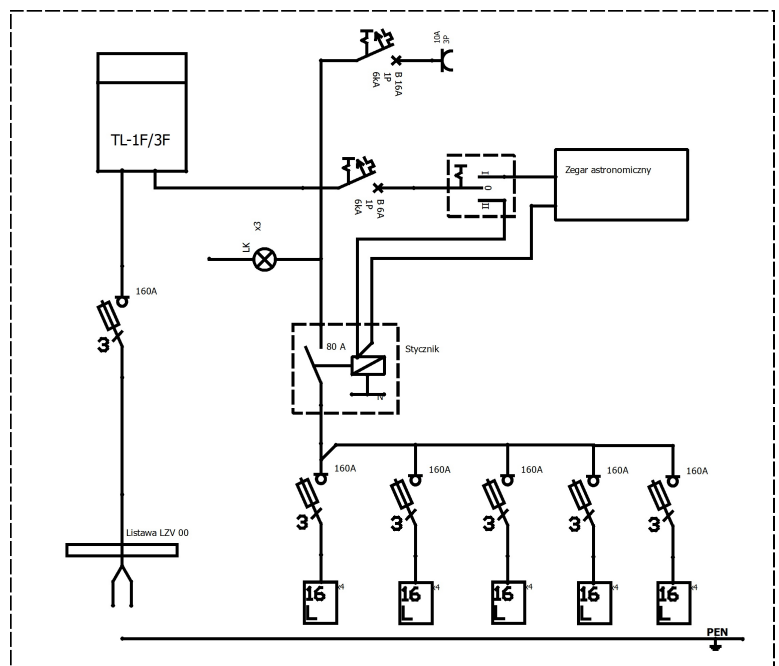 10A
3P
B 16A
1P
6kA
TL-1F/3F
Zegar astronomiczny
I
0
II
B 6A
1P
6kA
x3
LK
160A
3
80 A
Stycznik
N
160A
160A
160A
160A
160A
3
3
3
3
3
Listawa LZV 00
16
L
x4
16
L
x4
16
L
x4
16
L
x4
16
L
x4
PEN